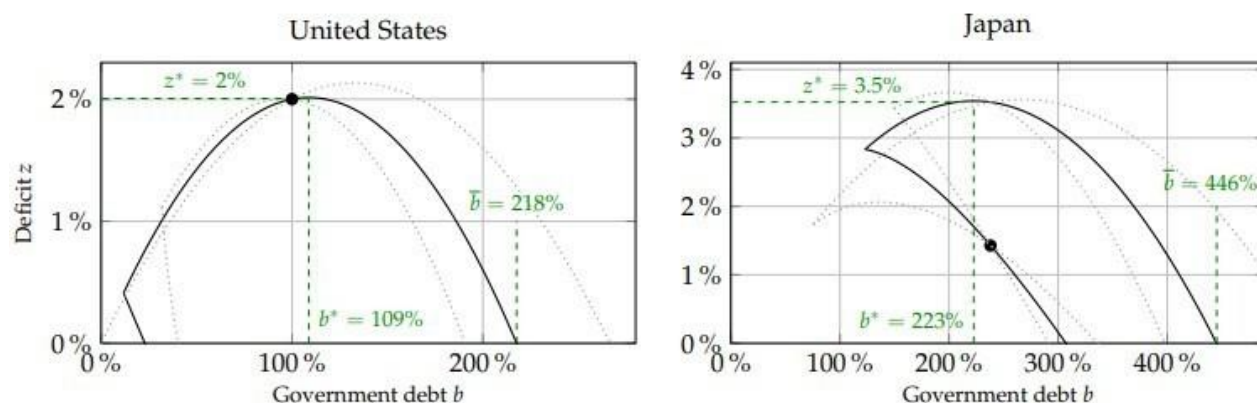 United States
Deficit z
2 %
1 %
0 %
0 %
100 %
200 %
z* = 2%
b̅ = 218%
b* = 109%
Government debt b
Japan
4 %
3 %
2 %
1 %
0 %
0 %
100 %
200 %
300 %
400 %
z* = 3.5%
b̅ = 446%
b* = 223%
Government debt b